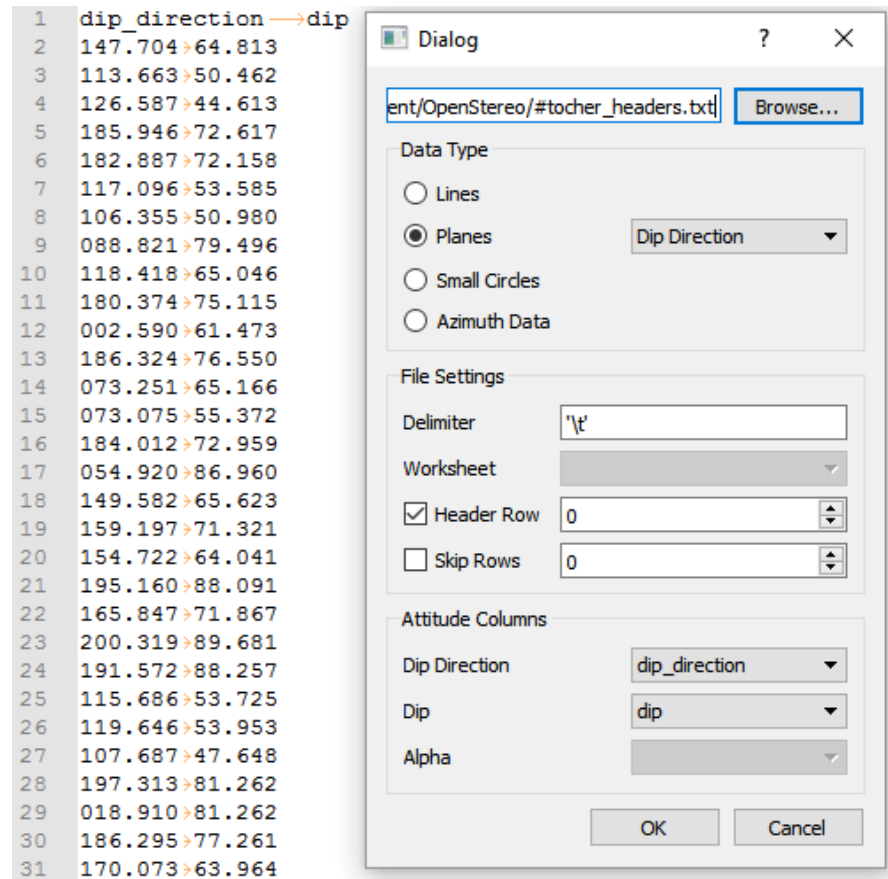 1 dip_direction→dip
2 147.704→64.813
3 113.663→50.462
4 126.587→44.613
5 185.946→72.617
6 182.887→72.158
7 117.096→53.585
8 106.355→50.980
9 088.821→79.496
10 118.418→65.046
11 180.374→75.115
12 002.590→61.473
13 186.324→76.550
14 073.251→65.166
15 073.075→55.372
16 184.012→72.959
17 054.920→86.960
18 149.582→65.623
19 159.197→71.321
20 154.722→64.041
21 195.160→88.091
22 165.847→71.867
23 200.319→89.681
24 191.572→88.257
25 115.686→53.725
26 119.646→53.953
27 107.687→47.648
28 197.313→81.262
29 018.910→81.262
30 186.295→77.261
31 170.073→63.964
Dialog ? ×
ent/OpenStereo/#tocher_headers.txt Browse...
Data Type
Lines
Planes Dip Direction
Small Circles
Azimuth Data
File Settings
Delimiter '\t'
Worksheet
Header Row 0
Skip Rows 0
Attitude Columns
Dip Direction dip_direction
Dip dip
Alpha
OK Cancel